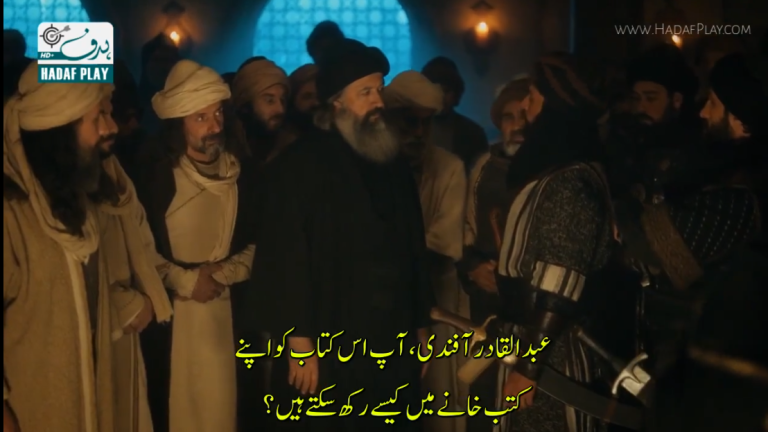 ہدف
HD+
HADAF PLAY
WWW.HADAFPLAY.COM
عبدالقادر آفندی، آپ اس کتاب کو اپنے
کتب خانے میں کیسے رکھ سکتے ہیں؟